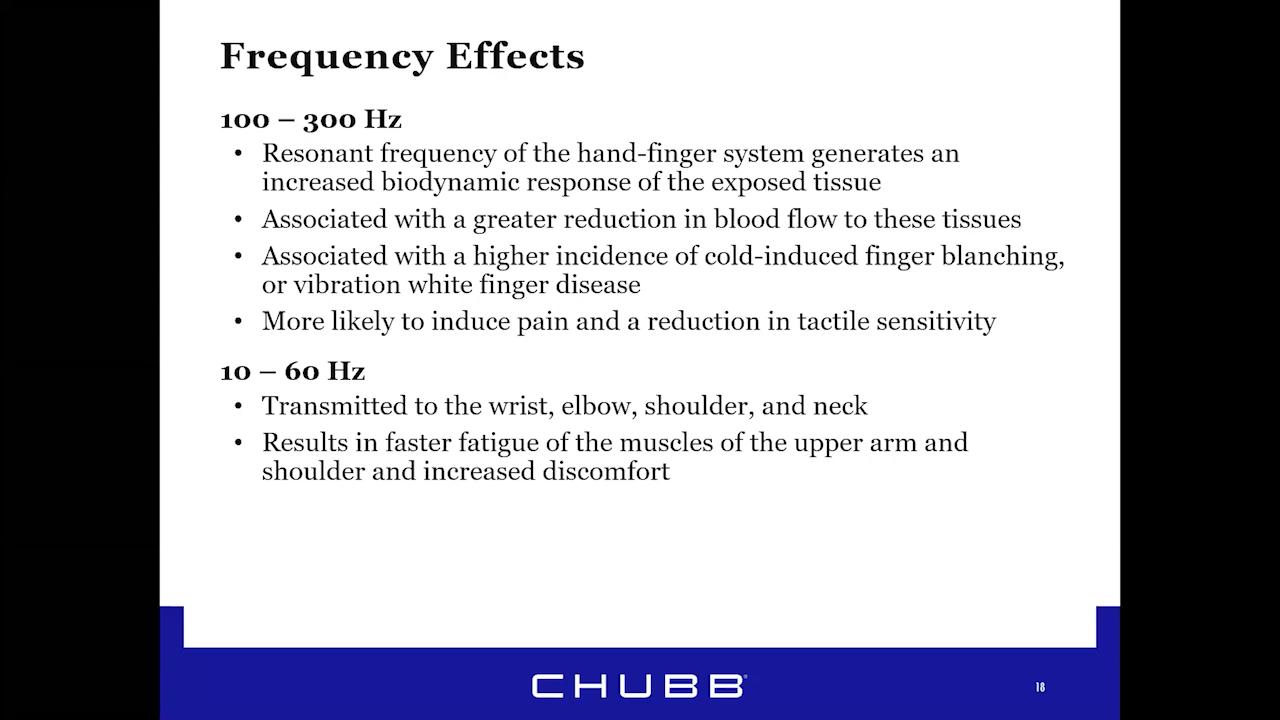 Frequency Effects
100 – 300 Hz
• Resonant frequency of the hand-finger system generates an
increased biodynamic response of the exposed tissue
• Associated with a greater reduction in blood flow to these tissues
• Associated with a higher incidence of cold-induced finger blanching,
or vibration white finger disease
• More likely to induce pain and a reduction in tactile sensitivity
10 – 60 Hz
• Transmitted to the wrist, elbow, shoulder, and neck
• Results in faster fatigue of the muscles of the upper arm and
shoulder and increased discomfort
CHUBB®
18